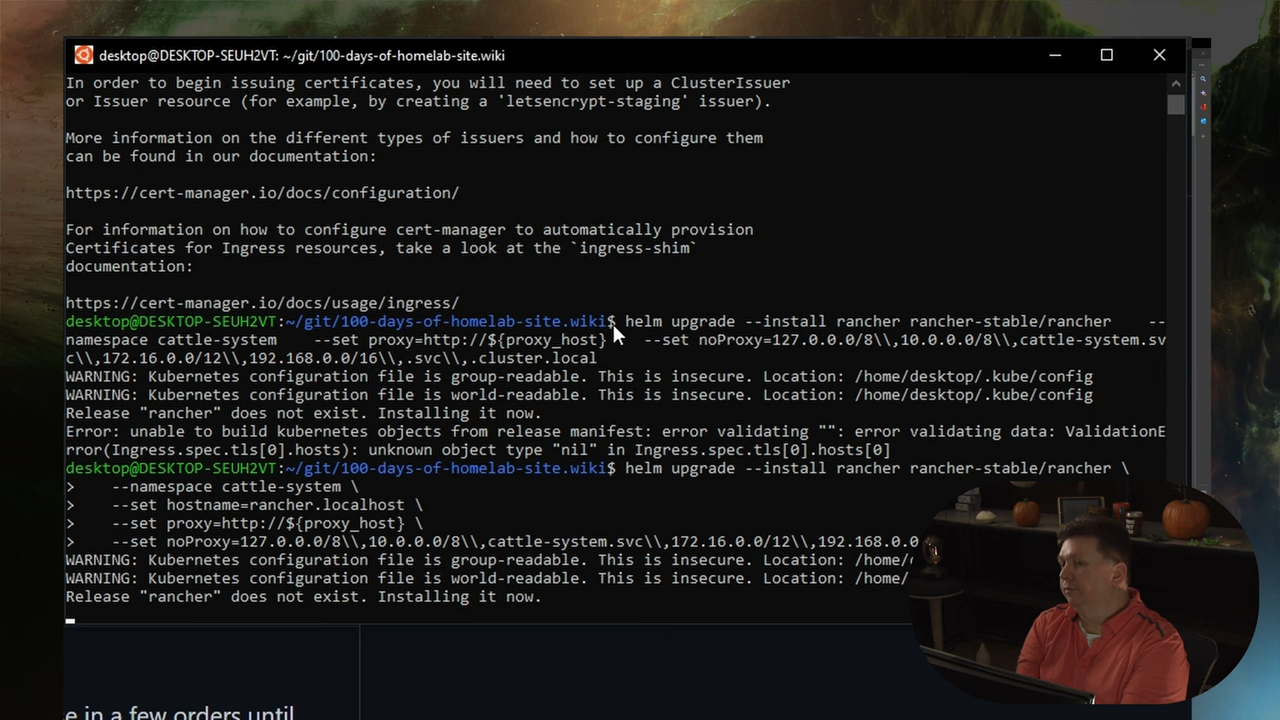 desktop@DESKTOP-SEUH2VT: ~/git/100-days-of-homelab-site.wiki
In order to begin issuing certificates, you will need to set up a ClusterIssuer
or Issuer resource (for example, by creating a 'letsencrypt-staging' issuer).
More information on the different types of issuers and how to configure them
can be found in our documentation:
https://cert-manager.io/docs/configuration/
For information on how to configure cert-manager to automatically provision
Certificates for Ingress resources, take a look at the `ingress-shim`
documentation:
https://cert-manager.io/docs/usage/ingress/
desktop@DESKTOP-SEUH2VT:~/git/100-days-of-homelab-site.wiki$ helm upgrade --install rancher rancher-stable/rancher    --
namespace cattle-system    --set proxy=http://${proxy_host}    --set noProxy=127.0.0.0/8\\,10.0.0.0/8\\,cattle-system.sv
c\\,172.16.0.0/12\\,192.168.0.0/16\\,.svc\\,.cluster.local
WARNING: Kubernetes configuration file is group-readable. This is insecure. Location: /home/desktop/.kube/config
WARNING: Kubernetes configuration file is world-readable. This is insecure. Location: /home/desktop/.kube/config
Release "rancher" does not exist. Installing it now.
Error: unable to build kubernetes objects from release manifest: error validating "": error validating data: ValidationE
rror(Ingress.spec.tls[0].hosts): unknown object type "nil" in Ingress.spec.tls[0].hosts[0]
desktop@DESKTOP-SEUH2VT:~/git/100-days-of-homelab-site.wiki$ helm upgrade --install rancher rancher-stable/rancher \
>    --namespace cattle-system \
>    --set hostname=rancher.localhost \
>    --set proxy=http://${proxy_host} \
>    --set noProxy=127.0.0.0/8\\,10.0.0.0/8\\,cattle-system.svc\\,172.16.0.0/12\\,192.168.0.0
WARNING: Kubernetes configuration file is group-readable. This is insecure. Location: /home/
WARNING: Kubernetes configuration file is world-readable. This is insecure. Location: /home/
Release "rancher" does not exist. Installing it now.
e in a few orders until